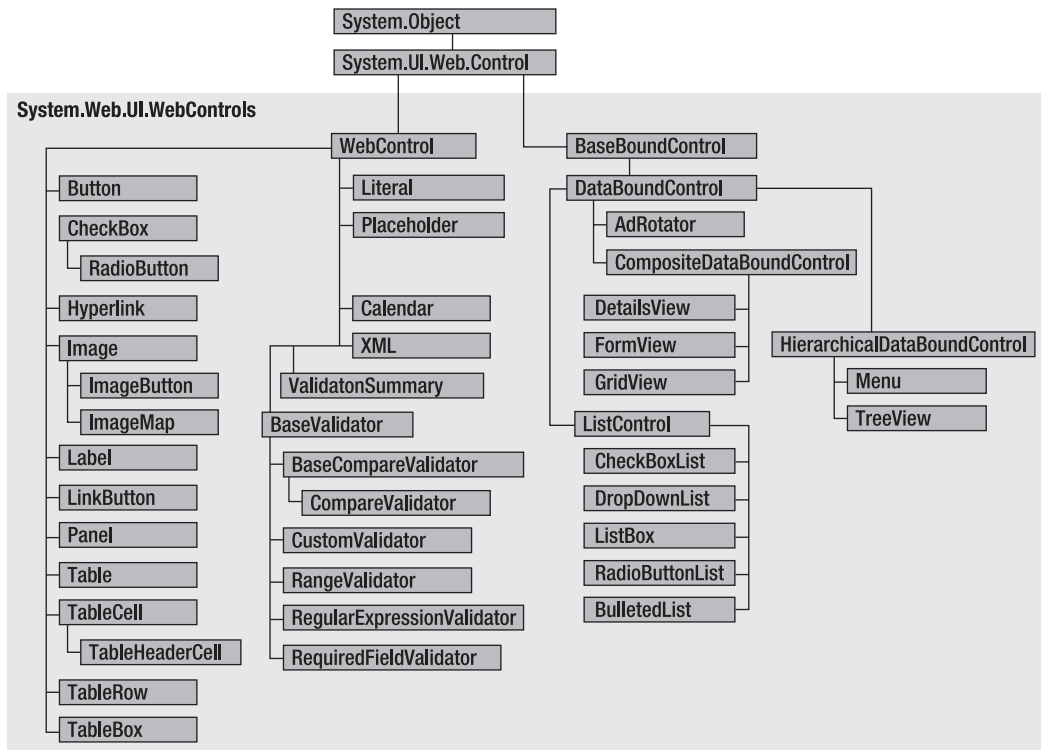 System.Object
System.UI.Web.Control
System.Web.UI.WebControls
WebControl
Button
CheckBox
RadioButton
Hyperlink
Image
ImageButton
ImageMap
Label
LinkButton
Panel
Table
TableCell
TableHeaderCell
TableRow
TableBox
Literal
Placeholder
Calendar
XML
ValidatonSummary
BaseValidator
BaseCompareValidator
CompareValidator
CustomValidator
RangeValidator
RegularExpressionValidator
RequiredFieldValidator
BaseBoundControl
DataBoundControl
AdRotator
CompositeDataBoundControl
DetailsView
FormView
GridView
ListControl
CheckBoxList
DropDownList
ListBox
RadioButtonList
BulletedList
HierarchicalDataBoundControl
Menu
TreeView